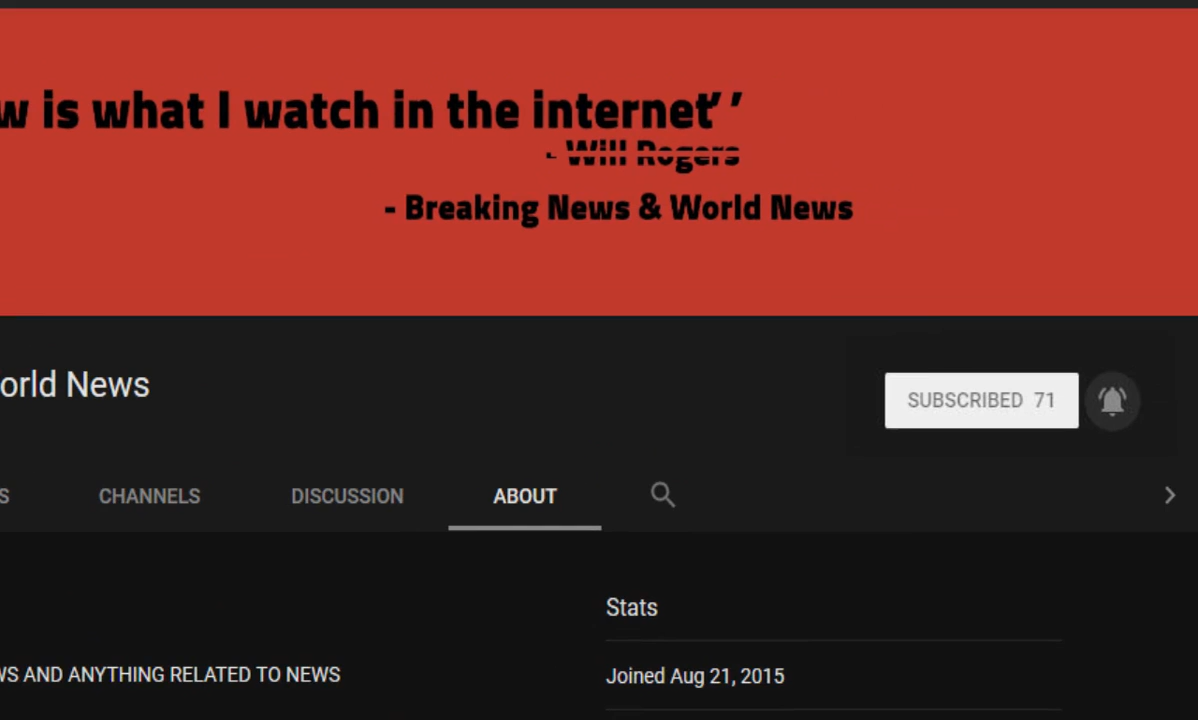 w is what I watch in the internet’ ’
- Will Rogers
- Breaking News & World News
orld News
SUBSCRIBED 71
S CHANNELS DISCUSSION ABOUT
Stats
WS AND ANYTHING RELATED TO NEWS
Joined Aug 21, 2015